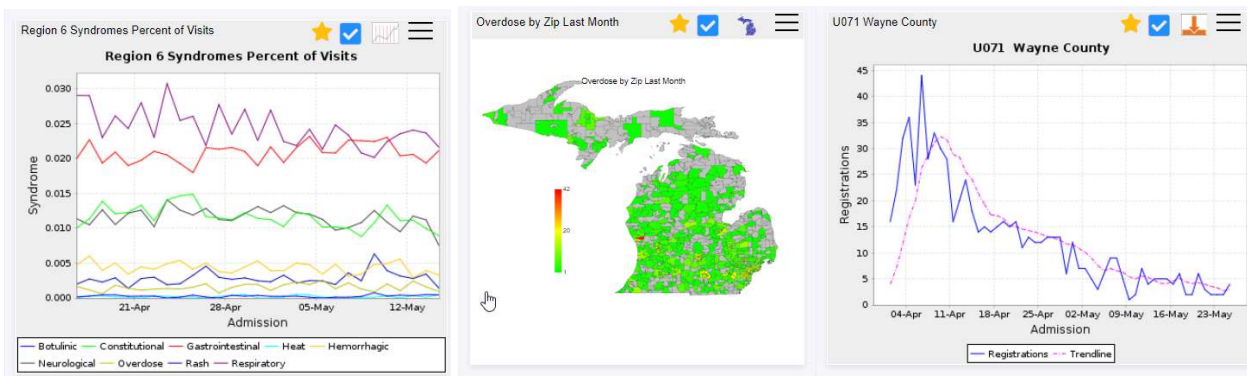 Region 6 Syndromes Percent of Visits
Region 6 Syndromes Percent of Visits
0.030
0.025
0.020
0.015
0.010
0.005
0.000
Syndrome
21-Apr 28-Apr 05-May 12-May
Admission
Botulinic Constitutional Gastrointestinal Heat Hemorrhagic
Neurological Overdose Rash Respiratory
Overdose by Zip Last Month
Overdose by Zip Last Month
42
20
1
U071 Wayne County
U071 Wayne County
45
40
35
30
25
20
15
10
5
0
Registrations
04-Apr 11-Apr 18-Apr 25-Apr 02-May 09-May 16-May 23-May
Admission
Registrations Trendline